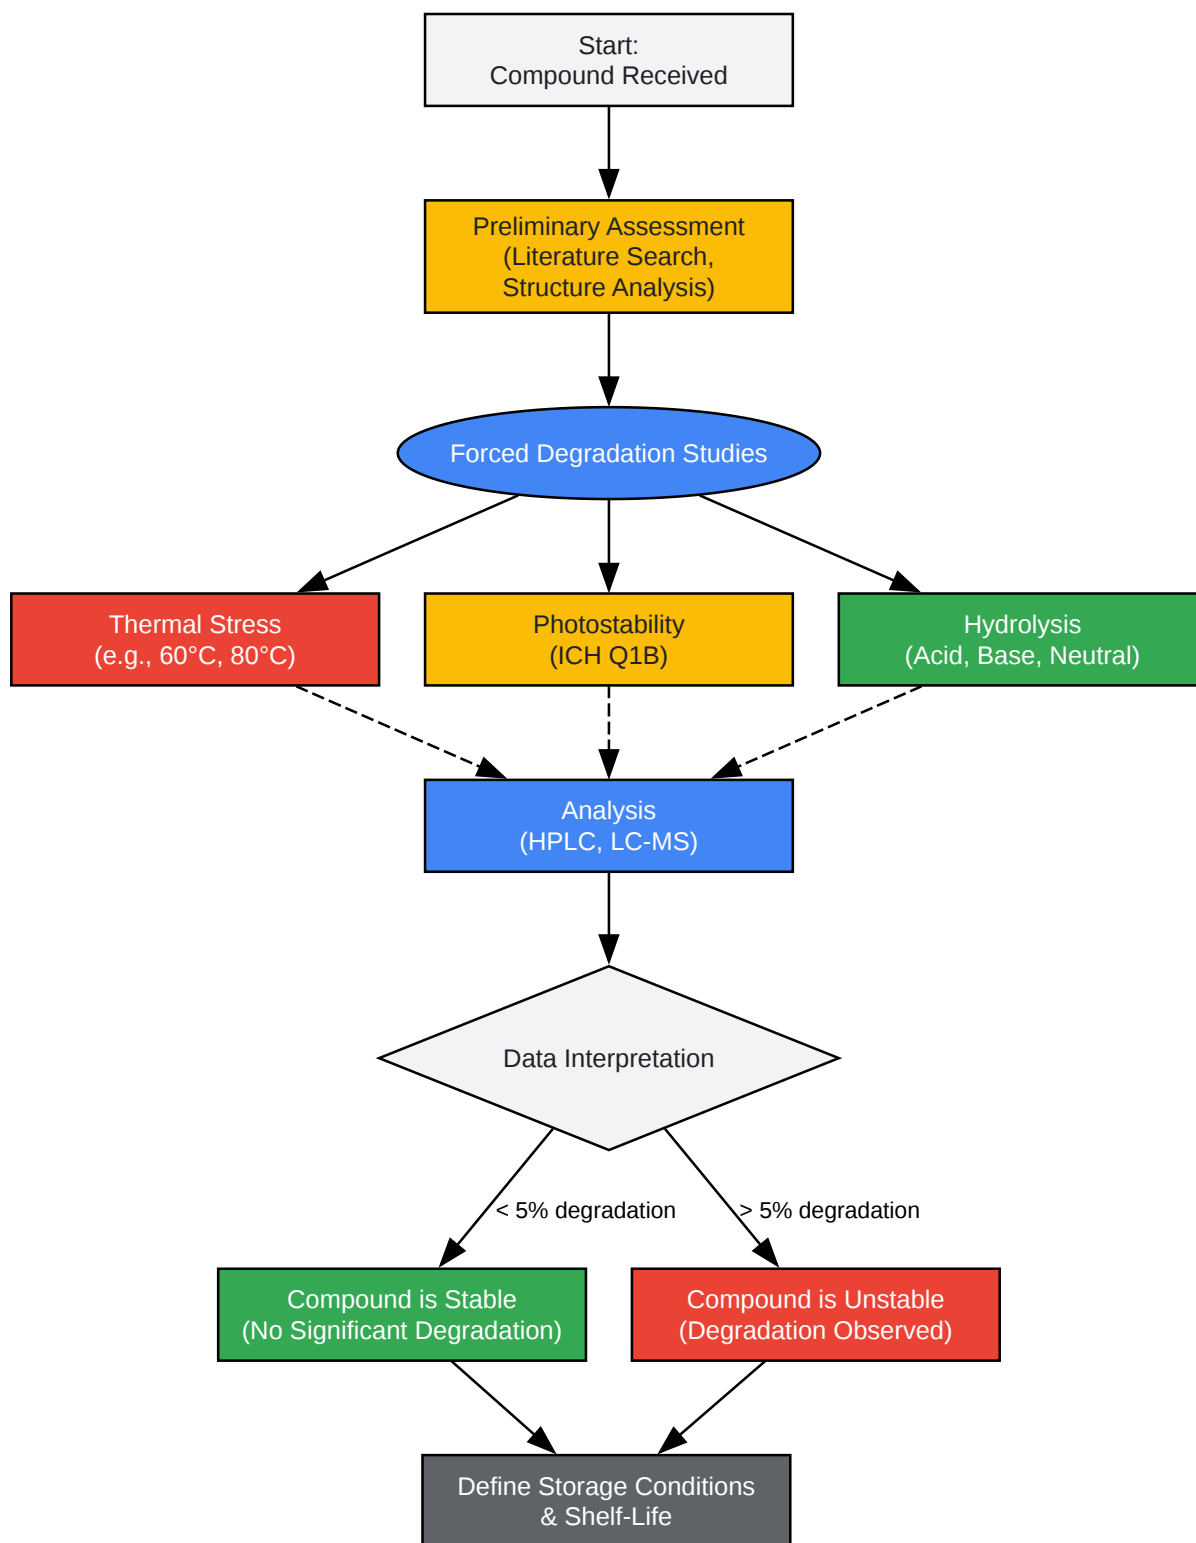 Start:
Compound Received
Preliminary Assessment
(Literature Search,
Structure Analysis)
Forced Degradation Studies
Thermal Stress
(e.g., 60°C, 80°C)
Photostability
(ICH Q1B)
Hydrolysis
(Acid, Base, Neutral)
Analysis
(HPLC, LC-MS)
Data Interpretation
< 5% degradation
> 5% degradation
Compound is Stable
(No Significant Degradation)
Compound is Unstable
(Degradation Observed)
Define Storage Conditions
& Shelf-Life